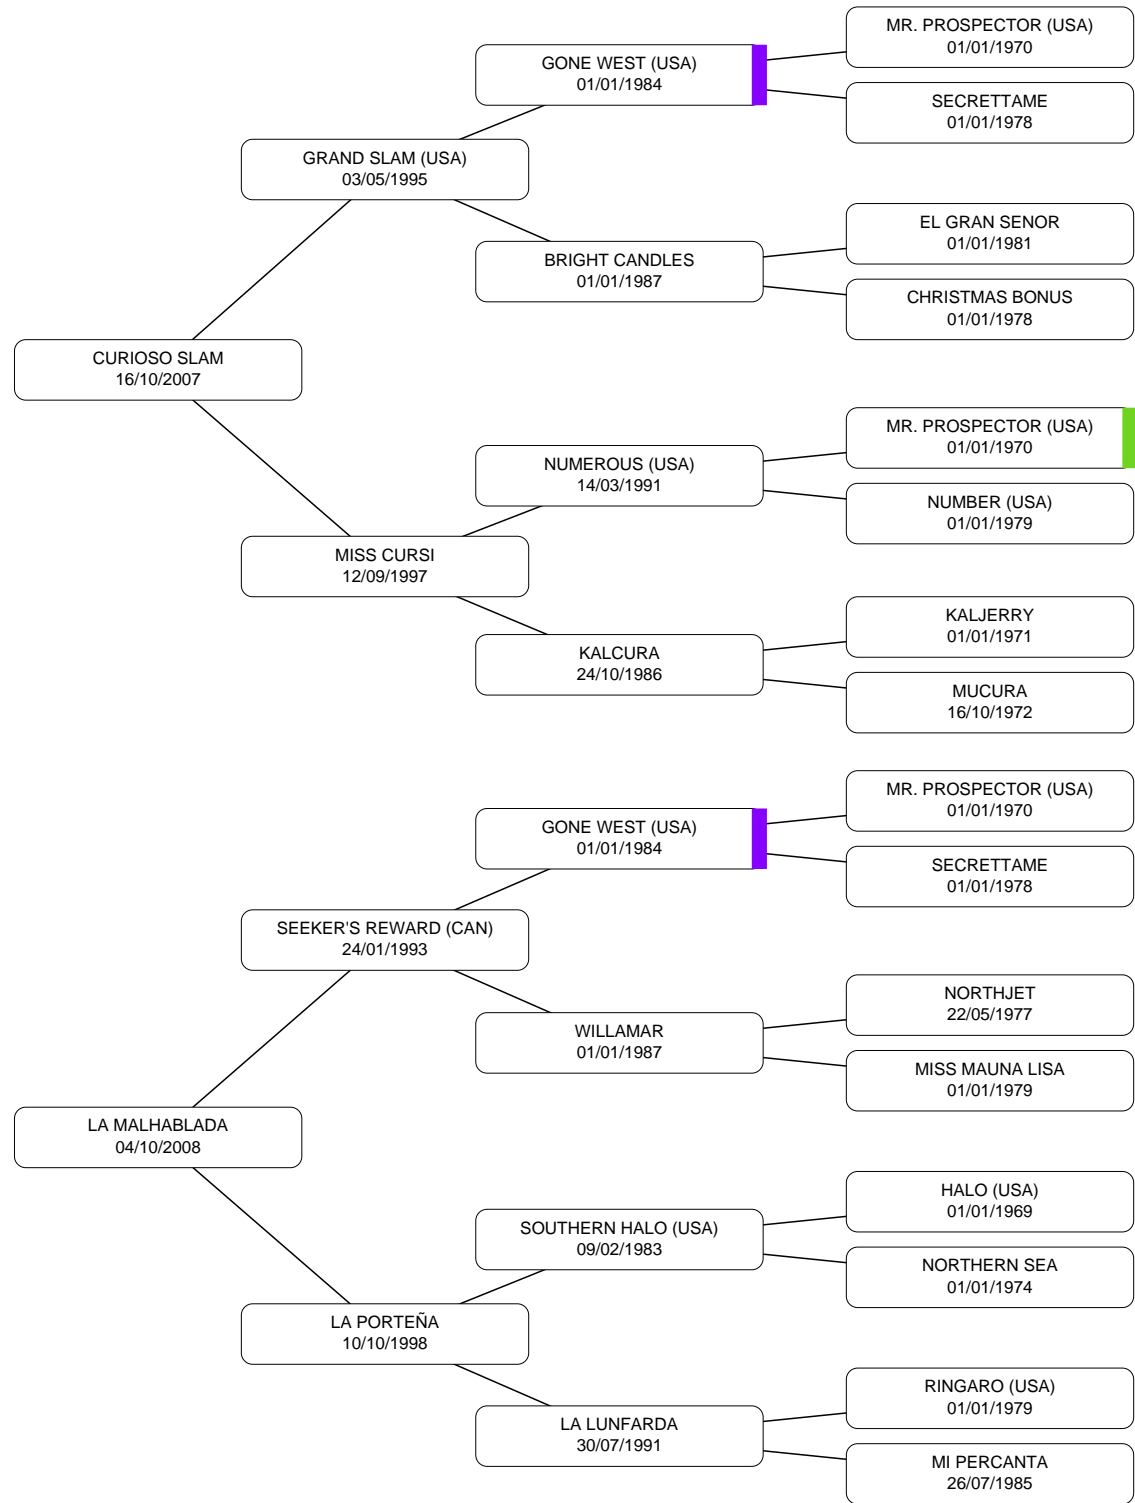 MR. PROSPECTOR (USA)
01/01/1970
GONE WEST (USA)
01/01/1984
SECRETTAME
01/01/1978
GRAND SLAM (USA)
03/05/1995
EL GRAN SENOR
01/01/1981
BRIGHT CANDLES
01/01/1987
CHRISTMAS BONUS
01/01/1978
CURIOSO SLAM
16/10/2007
MR. PROSPECTOR (USA)
01/01/1970
NUMEROUS (USA)
14/03/1991
NUMBER (USA)
01/01/1979
MISS CURSI
12/09/1997
KALJERRY
01/01/1971
KALCURA
24/10/1986
MUCURA
16/10/1972
MR. PROSPECTOR (USA)
01/01/1970
GONE WEST (USA)
01/01/1984
SECRETTAME
01/01/1978
SEEKER'S REWARD (CAN)
24/01/1993
NORTHJET
22/05/1977
WILLAMAR
01/01/1987
MISS MAUNA LISA
01/01/1979
LA MALHABLADA
04/10/2008
HALO (USA)
01/01/1969
SOUTHERN HALO (USA)
09/02/1983
NORTHERN SEA
01/01/1974
LA PORTEÑA
10/10/1998
RINGARO (USA)
01/01/1979
LA LUNFARDA
30/07/1991
MI PERCANTA
26/07/1985